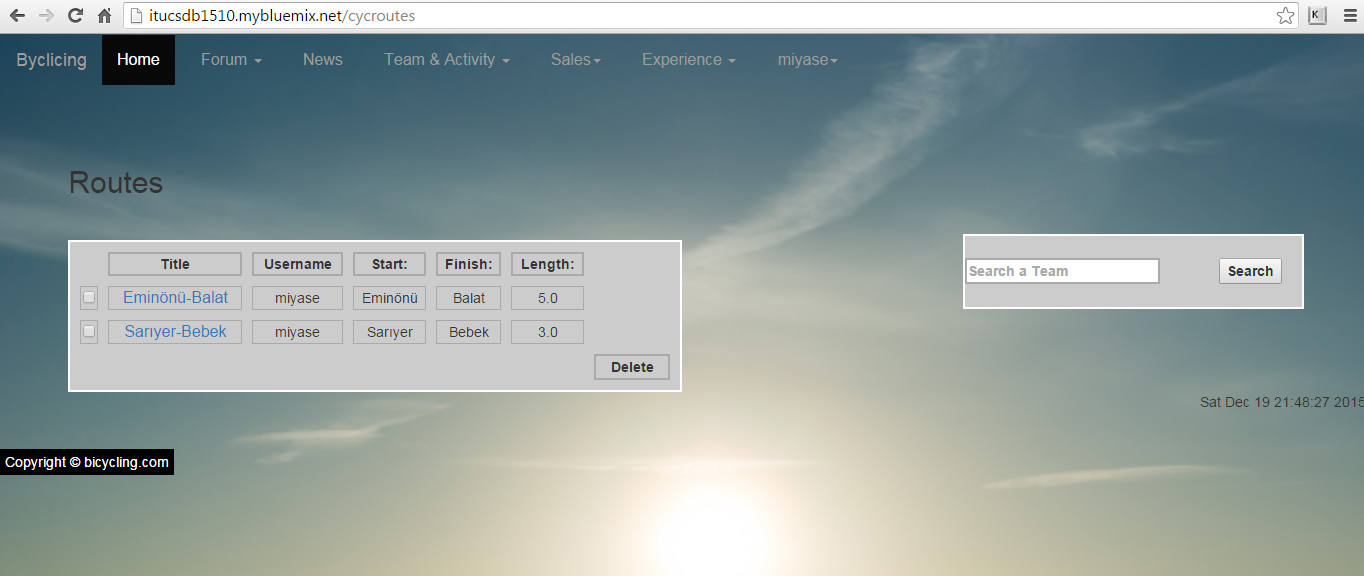 itucsdb1510.mybluemix.net/cycroutes
K
Byclicing Home Forum News Team & Activity Sales Experience miyase
Routes
Title Username Start: Finish: Length:
Eminönü-Balat miyase Eminönü Balat 5.0
Sarıyer-Bebek miyase Sarıyer Bebek 3.0
Delete
Search a Team Search
Sat Dec 19 21:48:27 2015
Copyright © bicycling.com